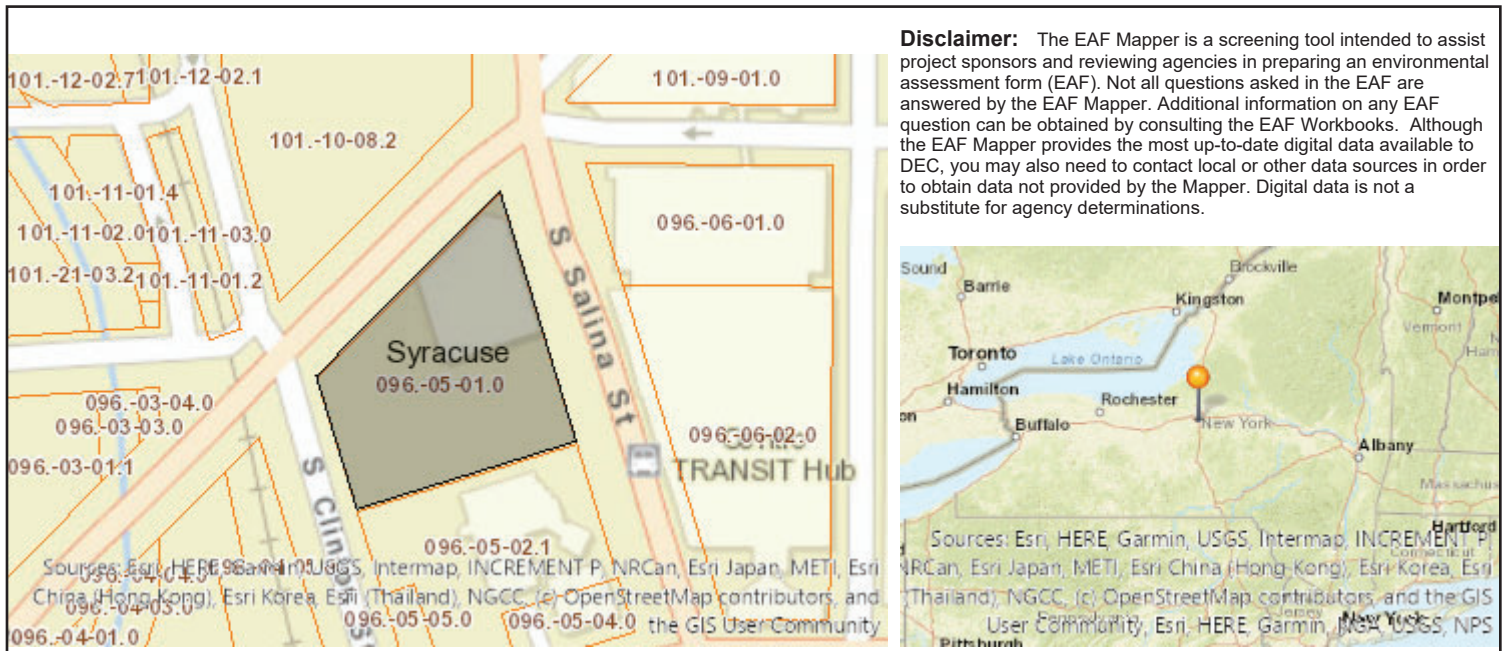 Disclaimer: The EAF Mapper is a screening tool intended to assist
project sponsors and reviewing agencies in preparing an environmental
assessment form (EAF). Not all questions asked in the EAF are
answered by the EAF Mapper. Additional information on any EAF
question can be obtained by consulting the EAF Workbooks. Although
the EAF Mapper provides the most up-to-date digital data available to
DEC, you may also need to contact local or other data sources in order
to obtain data not provided by the Mapper. Digital data is not a
substitute for agency determinations.
101.-12-02.7
101.-12-02.1
101.-09-01.0
101.-10-08.2
101.-11-01.4
101.-11-02.0
101.-11-03.0
101.-21-03.2
101.-11-01.2
096.-06-01.0
S Salina St
Syracuse
096.-05-01.0
096.-03-04.0
096.-03-03.0
096.-03-01.1
096.-06-02.0
TRANSIT Hub
096.-05-02.1
096.-04-03.0
096.-04-01.0
096.-05-05.0
096.-05-04.0
Sources: Esri, HERE, Garmin, USGS, Intermap, INCREMENT P, NRCan, Esri Japan, METI, Esri
China (Hong Kong), Esri Korea, Esri (Thailand), NGCC, (c) OpenStreetMap contributors, and
the GIS User Community
Sound
Barrie
Brockville
Kingston
Montpe
Vermont
Toronto
Lake Ontario
Hamilton
Rochester
Buffalo
New York
Albany
Massachus
Hartford
Connecticut
Sources: Esri, HERE, Garmin, USGS, Intermap, INCREMENT P,
NRCan, Esri Japan, METI, Esri China (Hong Kong), Esri Korea, Esri
(Thailand), NGCC, (c) OpenStreetMap contributors, and the GIS
User Community, Esri, HERE, Garmin, NGA, USGS, NPS
New York
Pittsburgh